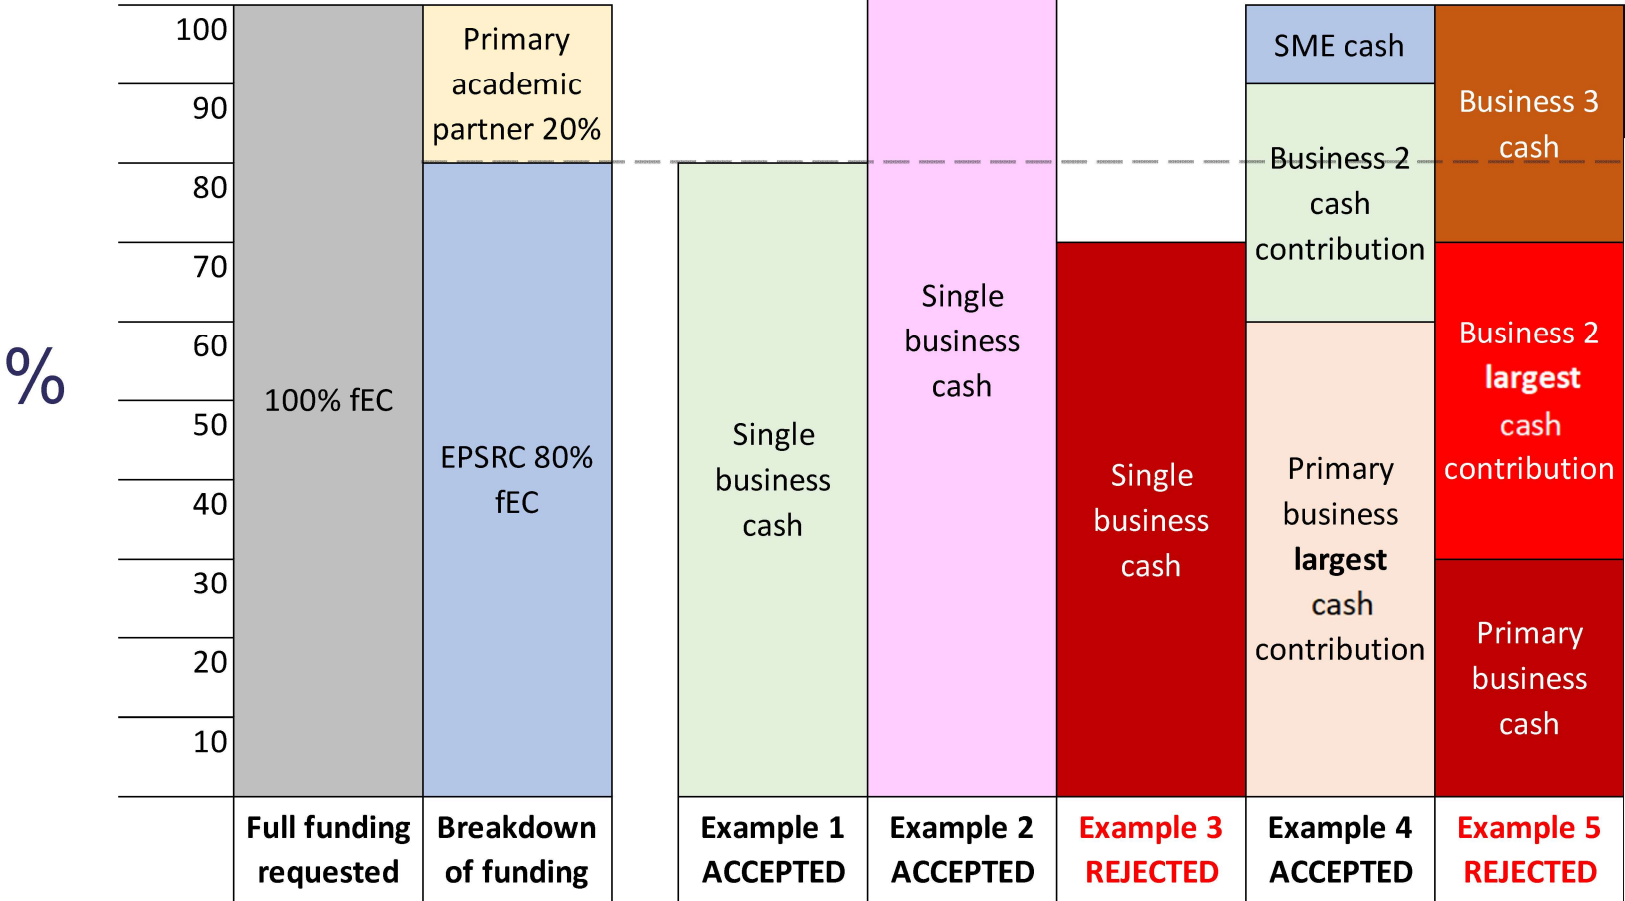 %
100
90
80
70
60
50
40
30
20
10
100% fEC
Full funding
requested
Primary
academic
partner 20%
EPSRC 80%
fEC
Breakdown
of funding
Single
business
cash
Example 1
ACCEPTED
Single
business
cash
Example 2
ACCEPTED
Single
business
cash
Example 3
REJECTED
SME cash
Business 2
cash
contribution
Primary
business
largest
cash
contribution
Example 4
ACCEPTED
Business 3
cash
Business 2
largest
cash
contribution
Primary
business
cash
Example 5
REJECTED